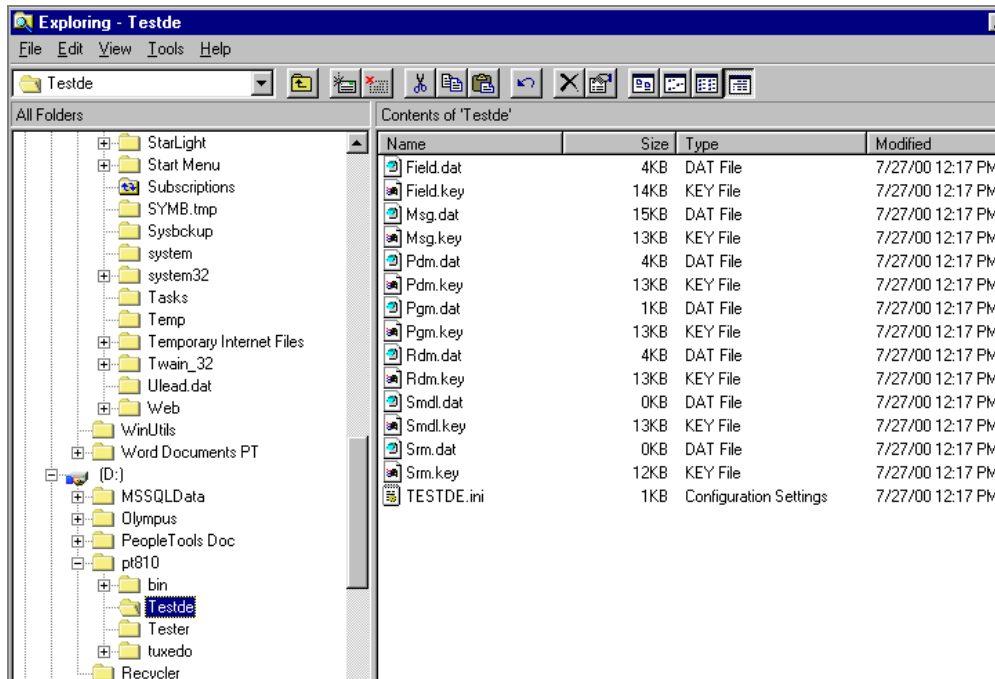 Exploring - Testde
File Edit View Tools Help
Testde
All Folders
Contents of 'Testde'
StarLight
Start Menu
Subscriptions
SYMB.tmp
Sysbckup
system
system32
Tasks
Temp
Temporary Internet Files
Twain_32
Ulead.dat
Web
WinUtils
Word Documents PT
(D:)
MSSQLData
Olympus
PeopleTools Doc
pt810
bin
Testde
Tester
tuxedo
Recycler
Name Size Type Modified
Field.dat 4KB DAT File 7/27/00 12:17 PM
Field.key 14KB KEY File 7/27/00 12:17 PM
Msg.dat 15KB DAT File 7/27/00 12:17 PM
Msg.key 13KB KEY File 7/27/00 12:17 PM
Pdm.dat 4KB DAT File 7/27/00 12:17 PM
Pdm.key 13KB KEY File 7/27/00 12:17 PM
Pgm.dat 1KB DAT File 7/27/00 12:17 PM
Pgm.key 13KB KEY File 7/27/00 12:17 PM
Rdm.dat 4KB DAT File 7/27/00 12:17 PM
Rdm.key 13KB KEY File 7/27/00 12:17 PM
Smdl.dat 0KB DAT File 7/27/00 12:17 PM
Smdl.key 13KB KEY File 7/27/00 12:17 PM
Srm.dat 0KB DAT File 7/27/00 12:17 PM
Srm.key 12KB KEY File 7/27/00 12:17 PM
TESTDE.ini 1KB Configuration Settings 7/27/00 12:17 PM